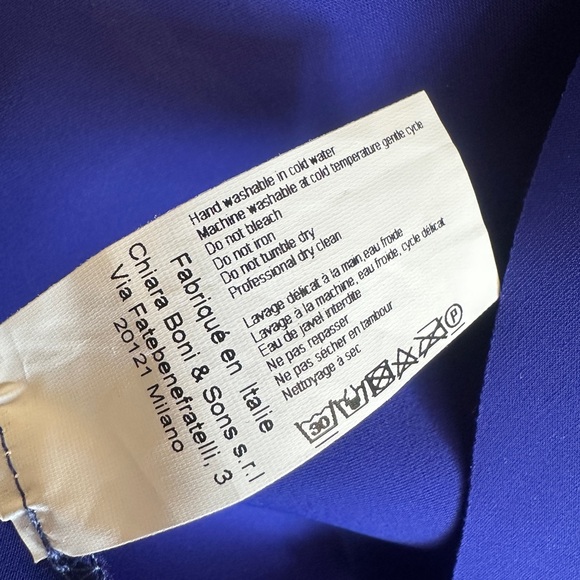 Hand washable in cold water
Machine washable at cold temperature gentle cycle
Do not bleach
Do not iron
Do not tumble dry
Professional dry clean
Lavage délicat à la main,eau froide
Lavage à la machine, eau froide, cycle délicat
Eau de javel interdite
Ne pas repasser
Ne pas sécher en tambour
Nettoyage à sec
30
P
Fabriqué en Italie
Chiara Boni & Sons s.r.l
Via Fatebenefratelli, 3
20121 Milano